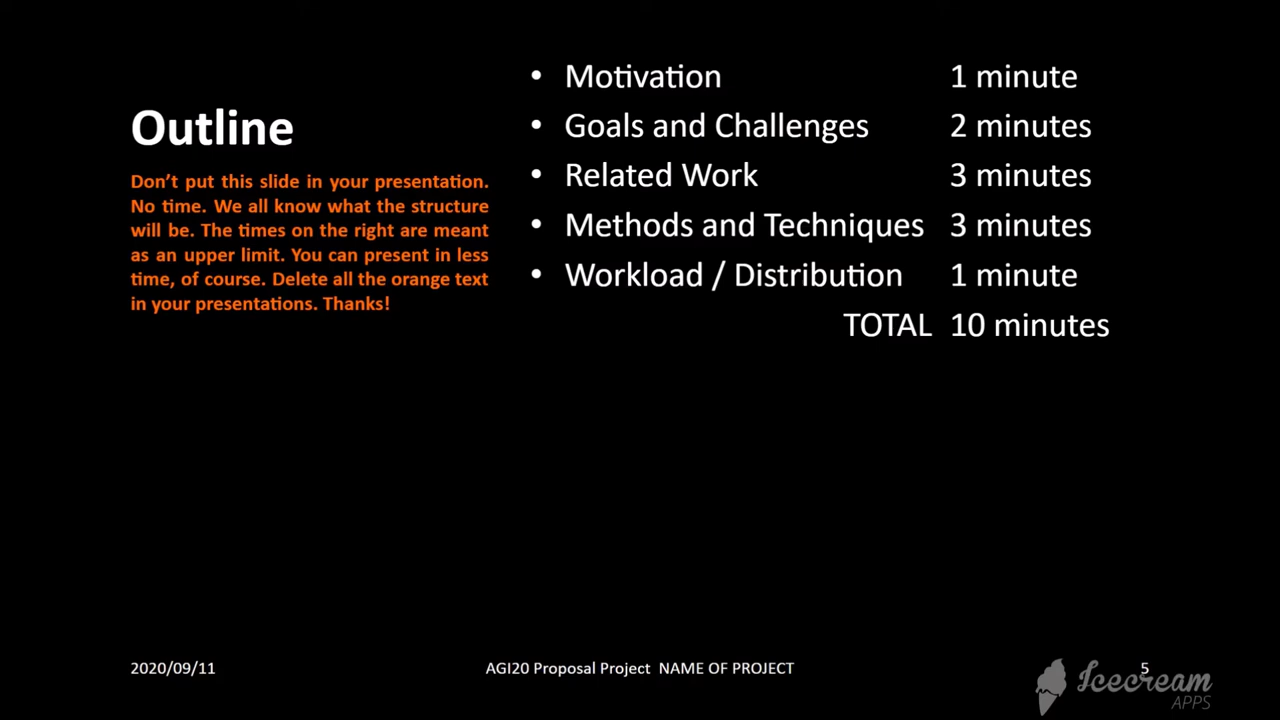 Outline
Don't put this slide in your presentation.
No time. We all know what the structure
will be. The times on the right are meant
as an upper limit. You can present in less
time, of course. Delete all the orange text
in your presentations. Thanks!
• Motivation 1 minute
• Goals and Challenges 2 minutes
• Related Work 3 minutes
• Methods and Techniques 3 minutes
• Workload / Distribution 1 minute
TOTAL 10 minutes
2020/09/11
AGI20 Proposal Project NAME OF PROJECT
5
Icecream
APPS